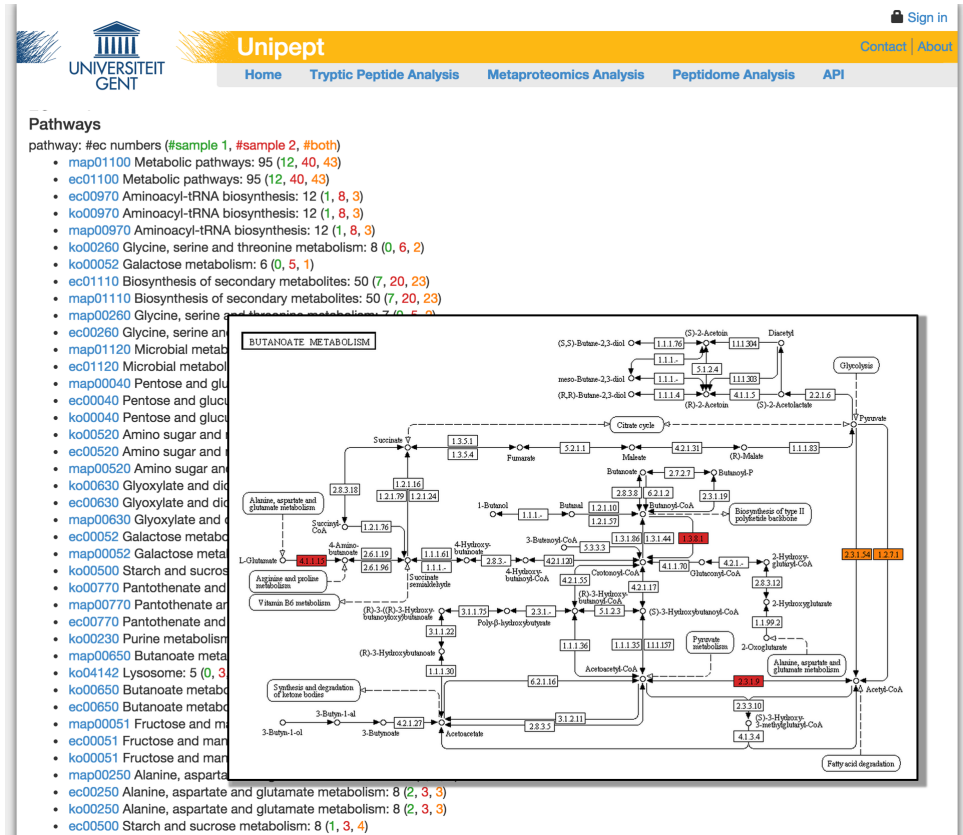 Sign in
UNIVERSITEIT
GENT
Unipept
Contact | About
Home Tryptic Peptide Analysis Metaproteomics Analysis Peptidome Analysis API
Pathways
pathway: #ec numbers (#sample 1, #sample 2, #both)
map01100 Metabolic pathways: 95 (12, 40, 43)
ec01100 Metabolic pathways: 95 (12, 40, 43)
ec00970 Aminoacyl-tRNA biosynthesis: 12 (1, 8, 3)
ko00970 Aminoacyl-tRNA biosynthesis: 12 (1, 8, 3)
map00970 Aminoacyl-tRNA biosynthesis: 12 (1, 8, 3)
ko00260 Glycine, serine and threonine metabolism: 8 (0, 6, 2)
ko00052 Galactose metabolism: 6 (0, 5, 1)
ec01110 Biosynthesis of secondary metabolites: 50 (7, 20, 23)
map01110 Biosynthesis of secondary metabolites: 50 (7, 20, 23)
map00260 Glycine, serine and threonine metabolism: 7 (0, 5, 2)
ec00260 Glycine, serine an
map01120 Microbial metab
ec01120 Microbial metabol
map00040 Pentose and glu
ec00040 Pentose and glucu
ko00040 Pentose and glucu
ko00520 Amino sugar and
ec00520 Amino sugar and
map00520 Amino sugar an
ko00630 Glyoxylate and dic
ec00630 Glyoxylate and dic
map00630 Glyoxylate and
ec00052 Galactose metabo
map00052 Galactose metal
ko00500 Starch and sucros
ko00770 Pantothenate and
map00770 Pantothenate an
ec00770 Pantothenate and
ko00230 Purine metabolism
map00650 Butanoate meta
ko04142 Lysosome: 5 (0, 3,
ko00650 Butanoate metabo
ec00650 Butanoate metabo
map00051 Fructose and ma
ec00051 Fructose and man
ko00051 Fructose and man
map00250 Alanine, asparta
ec00250 Alanine, aspartate and glutamate metabolism: 8 (2, 3, 3)
ko00250 Alanine, aspartate and glutamate metabolism: 8 (2, 3, 3)
ec00500 Starch and sucrose metabolism: 8 (1, 3, 4)
BUTANOATE METABOLISM
(S)-2-Acetoin Diacetyl
(S,S)-Butane-2,3-diol 1.1.1.76 1.1.1.304
1.1.1.-
5.1.2.4
meso-Butane-2,3-diol 1.1.1.- 1.1.1.303
(R,R)-Butane-2,3-diol 1.1.1.4 4.1.1.5 2.2.1.6
(R)-2-Acetoin (S)-2-Acetolactate
Glycolysis
Pyruvate
Citrate cycle
Succinate 1.3.5.1
1.3.5.4
Fumarate 5.2.1.1 Maleate 4.2.1.31 (R)-Malate 1.1.1.83
Butanoate 2.7.2.7 Butanoyl-P
2.8.3.18 1.2.1.16
1.2.1.79 1.2.1.24
2.8.3.8 6.2.1.2 2.3.1.19
Alanine, aspartate and
glutamate metabolism
1-Butanol 1.1.1.- Butanal 1.2.1.10 Butanoyl-CoA
1.2.1.57
Biosynthesis of type II
polyketide backbone
Succinyl-
CoA
1.2.1.76
3-Butenoyl-CoA 5.3.3.3
1.3.1.86 1.3.1.44 1.3.8.1
L-Glutamate 4.1.1.15 4-Amino-
butanoate
2.6.1.19
2.6.1.96
Succinate
semialdehyde
1.1.1.61
1.1.1.-
4-Hydroxy-
butanoate
2.8.3.-
4-Hydroxy-
butanoyl-CoA
4.2.1.120 Crotonoyl-CoA
4.1.1.70 Glutaconyl-CoA 4.2.1.- 2-Hydroxy-
glutaryl-CoA
2.3.1.54 1.2.7.1
Arginine and proline
metabolism
Vitamin B6 metabolism
4.2.1.55 4.2.1.17
2.8.3.12
2-Hydroxyglutarate
(R)-3-((R)-3-Hydroxy-
butanoyloxy)butanoate
3.1.1.75 2.3.1.-
Poly-β-hydroxybutyrate
(R)-3-Hydroxy-
butanoyl-CoA
5.1.2.3 (S)-3-Hydroxybutanoyl-CoA
1.1.99.2
2-Oxoglutarate
3.1.1.22
(R)-3-Hydroxybutanoate
1.1.1.36 1.1.1.35 1.1.1.157
Pyruvate
metabolism
Alanine, aspartate and
glutamate metabolism
1.1.1.30
Acetoacetyl-CoA
Synthesis and degradation
of ketone bodies
6.2.1.16 2.3.1.9 Acetyl-CoA
2.3.3.10
3-Butyn-1-al
3-Butyn-1-ol 3-Butynoate 4.2.1.27 Acetoacetate
2.8.3.5 3.1.2.11
(S)-3-Hydroxy-
3-methylglutaryl-CoA
4.1.3.4
Fatty acid degradation